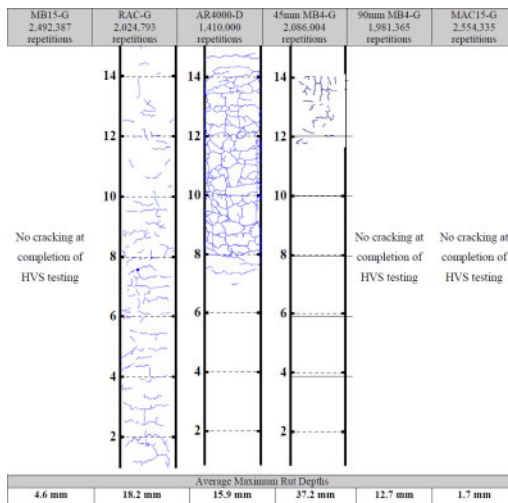 MB15-G
2,492,387
repetitions
RAC-G
2,024,793
repetitions
AR4000-D
1,410,000
repetitions
45mm MB4-G
2,086,004
repetitions
90mm MB4-G
1,981,365
repetitions
MAC15-G
2,554,335
repetitions
No cracking at
completion of
HVS testing
14
12
10
8
6
4
2
14
12
10
8
6
4
2
14
12
10
8
6
4
2
No cracking at
completion of
HVS testing
No cracking at
completion of
HVS testing
Average Maximum Rut Depths
4.6 mm
18.2 mm
15.9 mm
37.2 mm
12.7 mm
1.7 mm